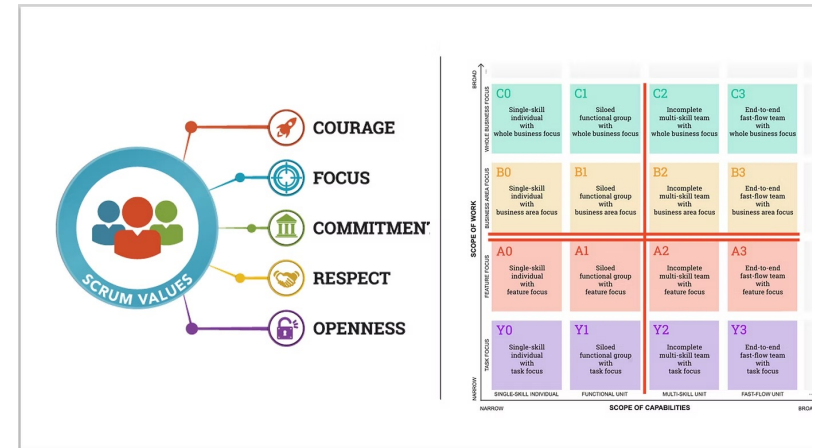 COURAGE
FOCUS
COMMITMENT
RESPECT
OPENNESS
SCRUM VALUES
BROAD
WHOLE BUSINESS FOCUS
BUSINESS AREA FOCUS
SCOPE OF WORK
FEATURE FOCUS
TASK FOCUS
NARROW
C0
Single-skill
individual
with
whole business focus
C1
Siloed
functional group
with
whole business focus
C2
Incomplete
multi-skill team
with
whole business focus
C3
End-to-end
fast-flow team
with
whole business focus
B0
Single-skill
individual
with
business area focus
B1
Siloed
functional group
with
business area focus
B2
Incomplete
multi-skill team
with
business area focus
B3
End-to-end
fast-flow team
with
business area focus
A0
Single-skill
individual
with
feature focus
A1
Siloed
functional group
with
feature focus
A2
Incomplete
multi-skill team
with
feature focus
A3
End-to-end
fast-flow team
with
feature focus
Y0
Single-skill
individual
with
task focus
Y1
Siloed
functional group
with
task focus
Y2
Incomplete
multi-skill team
with
task focus
Y3
End-to-end
fast-flow team
with
task focus
SINGLE-SKILL INDIVIDUAL
FUNCTIONAL UNIT
MULTI-SKILL UNIT
FAST-FLOW UNIT
NARROW
SCOPE OF CAPABILITIES
BROA